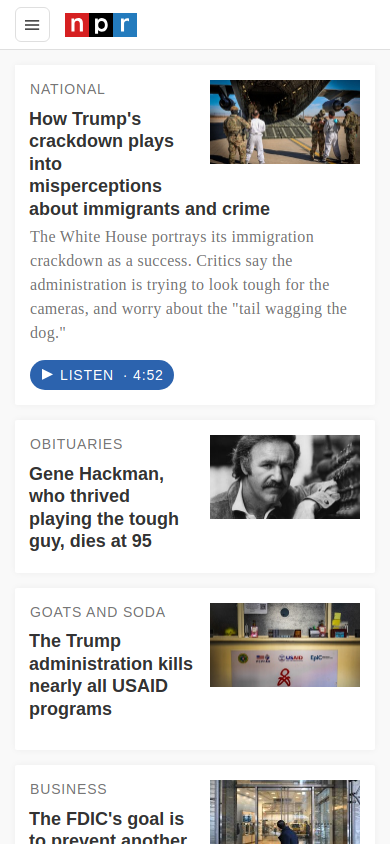 npr
NATIONAL
How Trump's
crackdown plays
into
misperceptions
about immigrants and crime
The White House portrays its immigration
crackdown as a success. Critics say the
administration is trying to look tough for the
cameras, and worry about the "tail wagging the
dog."
LISTEN · 4:52
OBITUARIES
Gene Hackman,
who thrived
playing the tough
guy, dies at 95
GOATS AND SODA
The Trump
administration kills
nearly all USAID
programs
USAID
EpiC
BUSINESS
The FDIC's goal is
to prevent another